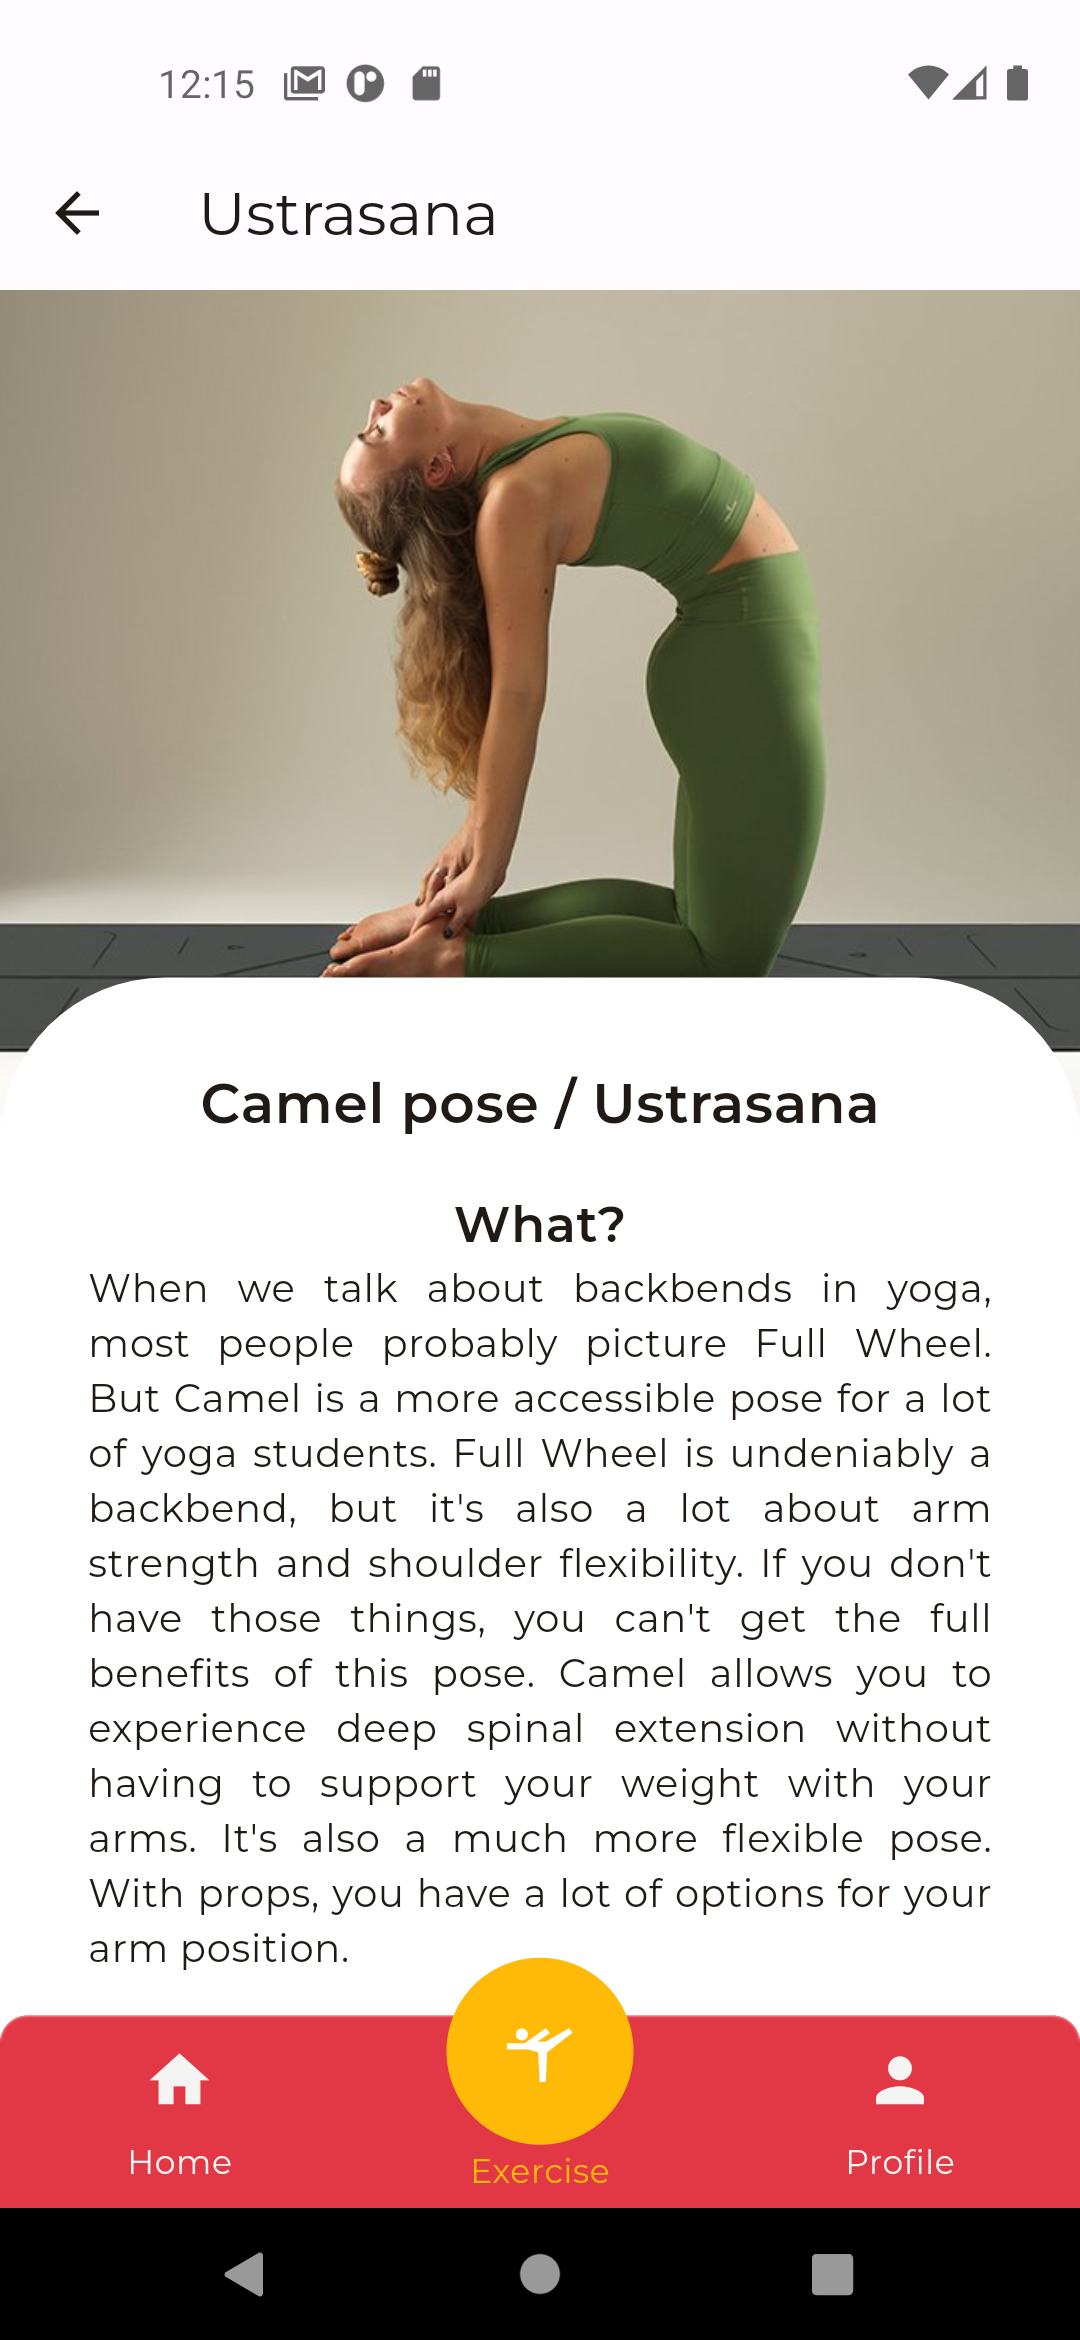 12:15
Ustrasana
Camel pose / Ustrasana
What?
When we talk about backbends in yoga,
most people probably picture Full Wheel.
But Camel is a more accessible pose for a lot
of yoga students. Full Wheel is undeniably a
backbend, but it's also a lot about arm
strength and shoulder flexibility. If you don't
have those things, you can't get the full
benefits of this pose. Camel allows you to
experience deep spinal extension without
having to support your weight with your
arms. It's also a much more flexible pose.
With props, you have a lot of options for your
arm position.
Home
Exercise
Profile